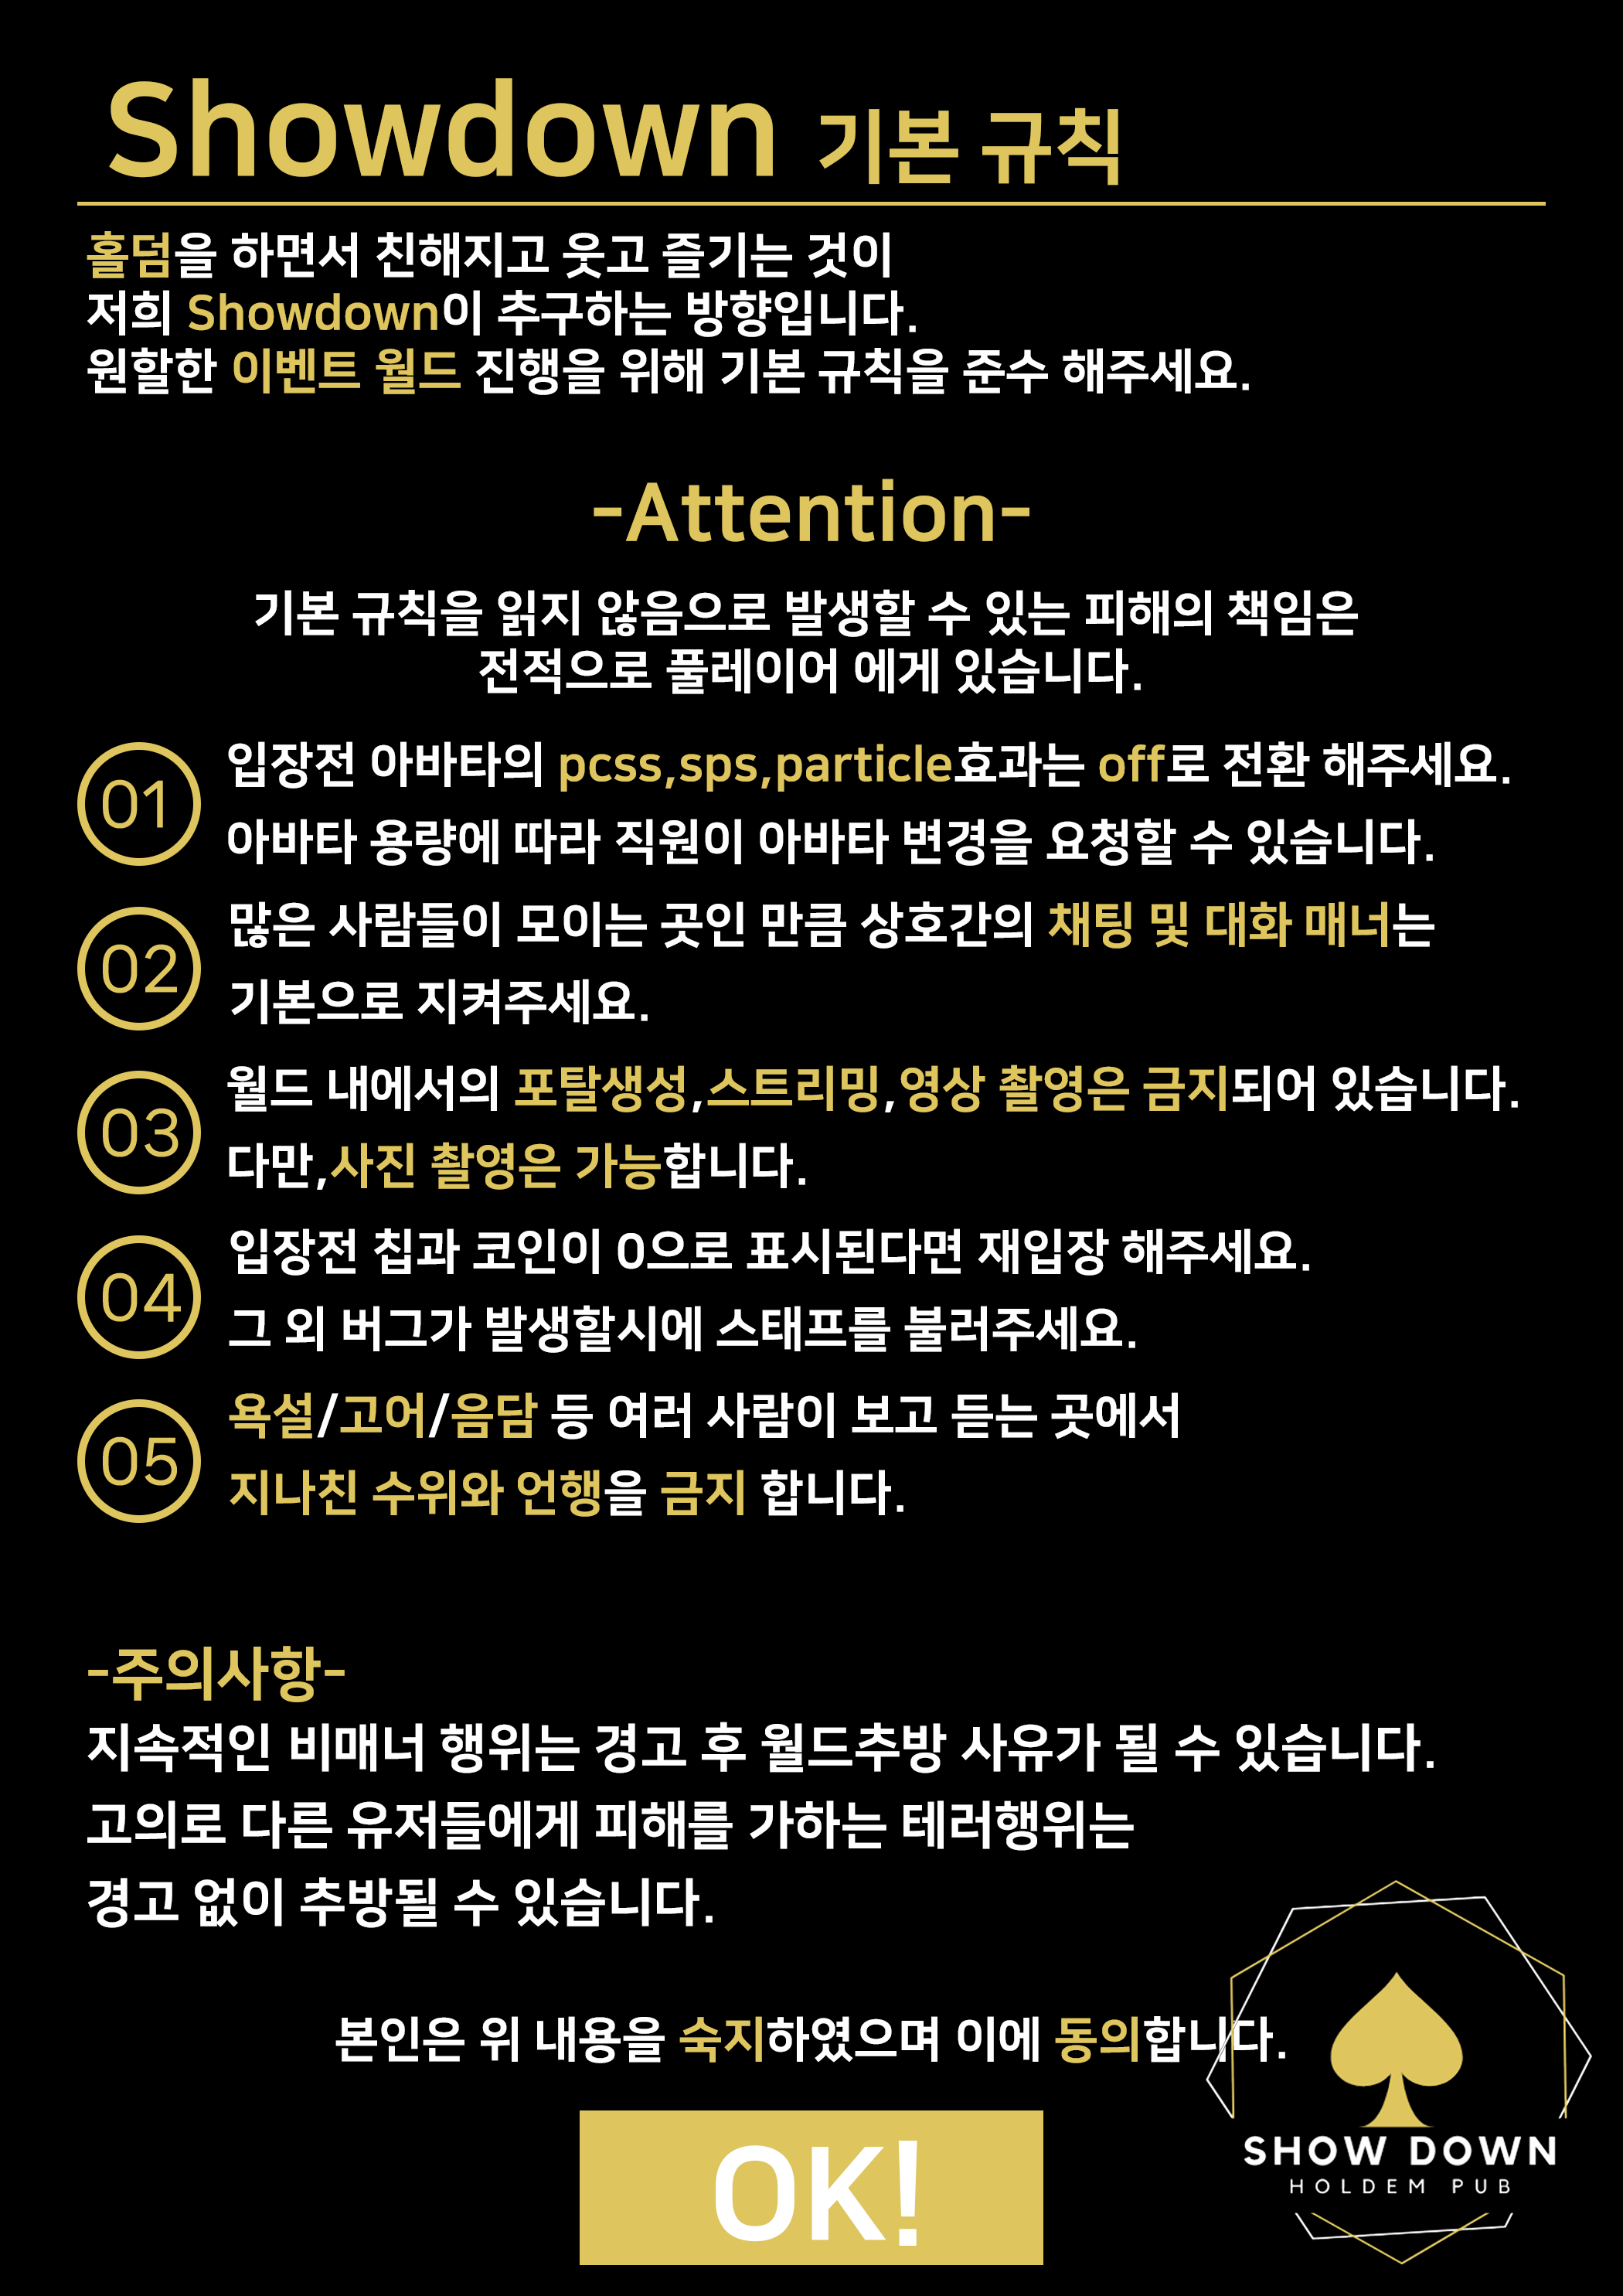 Showdown 기본 규칙
홀덤을 하면서 친해지고 웃고 즐기는 것이
저희 Showdown이 추구하는 방향입니다.
원할한 이벤트 월드 진행을 위해 기본 규칙을 준수 해주세요.
-Attention-
기본 규칙을 읽지 않음으로 발생할 수 있는 피해의 책임은
전적으로 풀레이어 에게 있습니다.
01
입장전 아바타의 pcss,sps,particle효과는 off로 전환 해주세요.
아바타 용량에 따라 직원이 아바타 변경을 요청할 수 있습니다.
02
많은 사람들이 모이는 곳인 만큼 상호간의 채팅 및 대화 매너는
기본으로 지켜주세요.
03
월드 내에서의 포탈생성,스트리밍,영상 촬영은 금지되어 있습니다.
다만,사진 촬영은 가능합니다.
04
입장전 칩과 코인이 0으로 표시된다면 재입장 해주세요.
그 외 버그가 발생할시에 스태프를 불러주세요.
05
욕설/고어/음담 등 여러 사람이 보고 듣는 곳에서
지나친 수위와 언행을 금지 합니다.
-주의사항-
지속적인 비매너 행위는 경고 후 월드추방 사유가 될 수 있습니다.
고의로 다른 유저들에게 피해를 가하는 테러행위는
경고 없이 추방될 수 있습니다.
본인은 위 내용을 숙지하였으며 이에 동의합니다.
OK!
SHOW DOWN
HOLDEM PUB